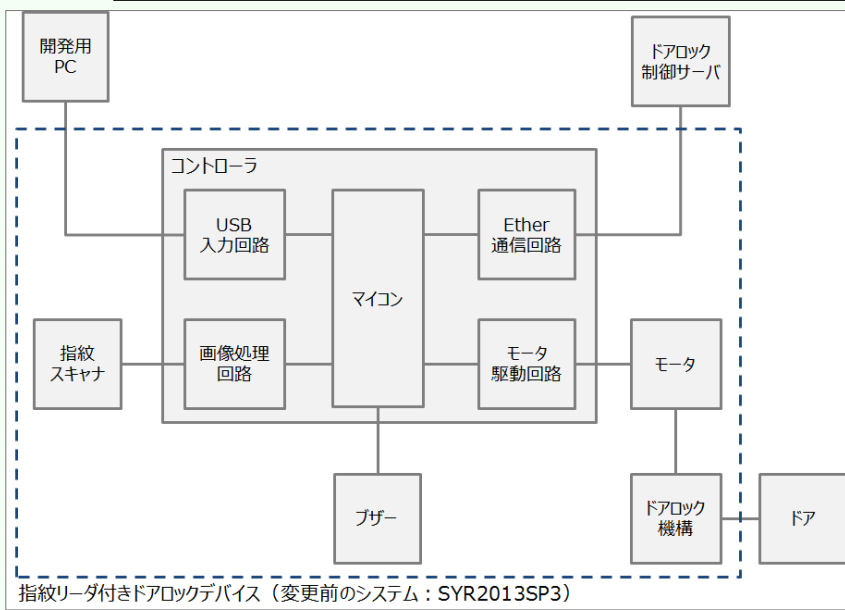 開発用
PC
ドアロック
制御サーバ
コントローラ
USB
入力回路
マイコン
Ether
通信回路
指紋
スキャナ
画像処理
回路
モータ
駆動回路
モータ
ブザー
ドアロック
機構
ドア
指紋リーダ付きドアロックデバイス（変更前のシステム：SYR2013SP3）